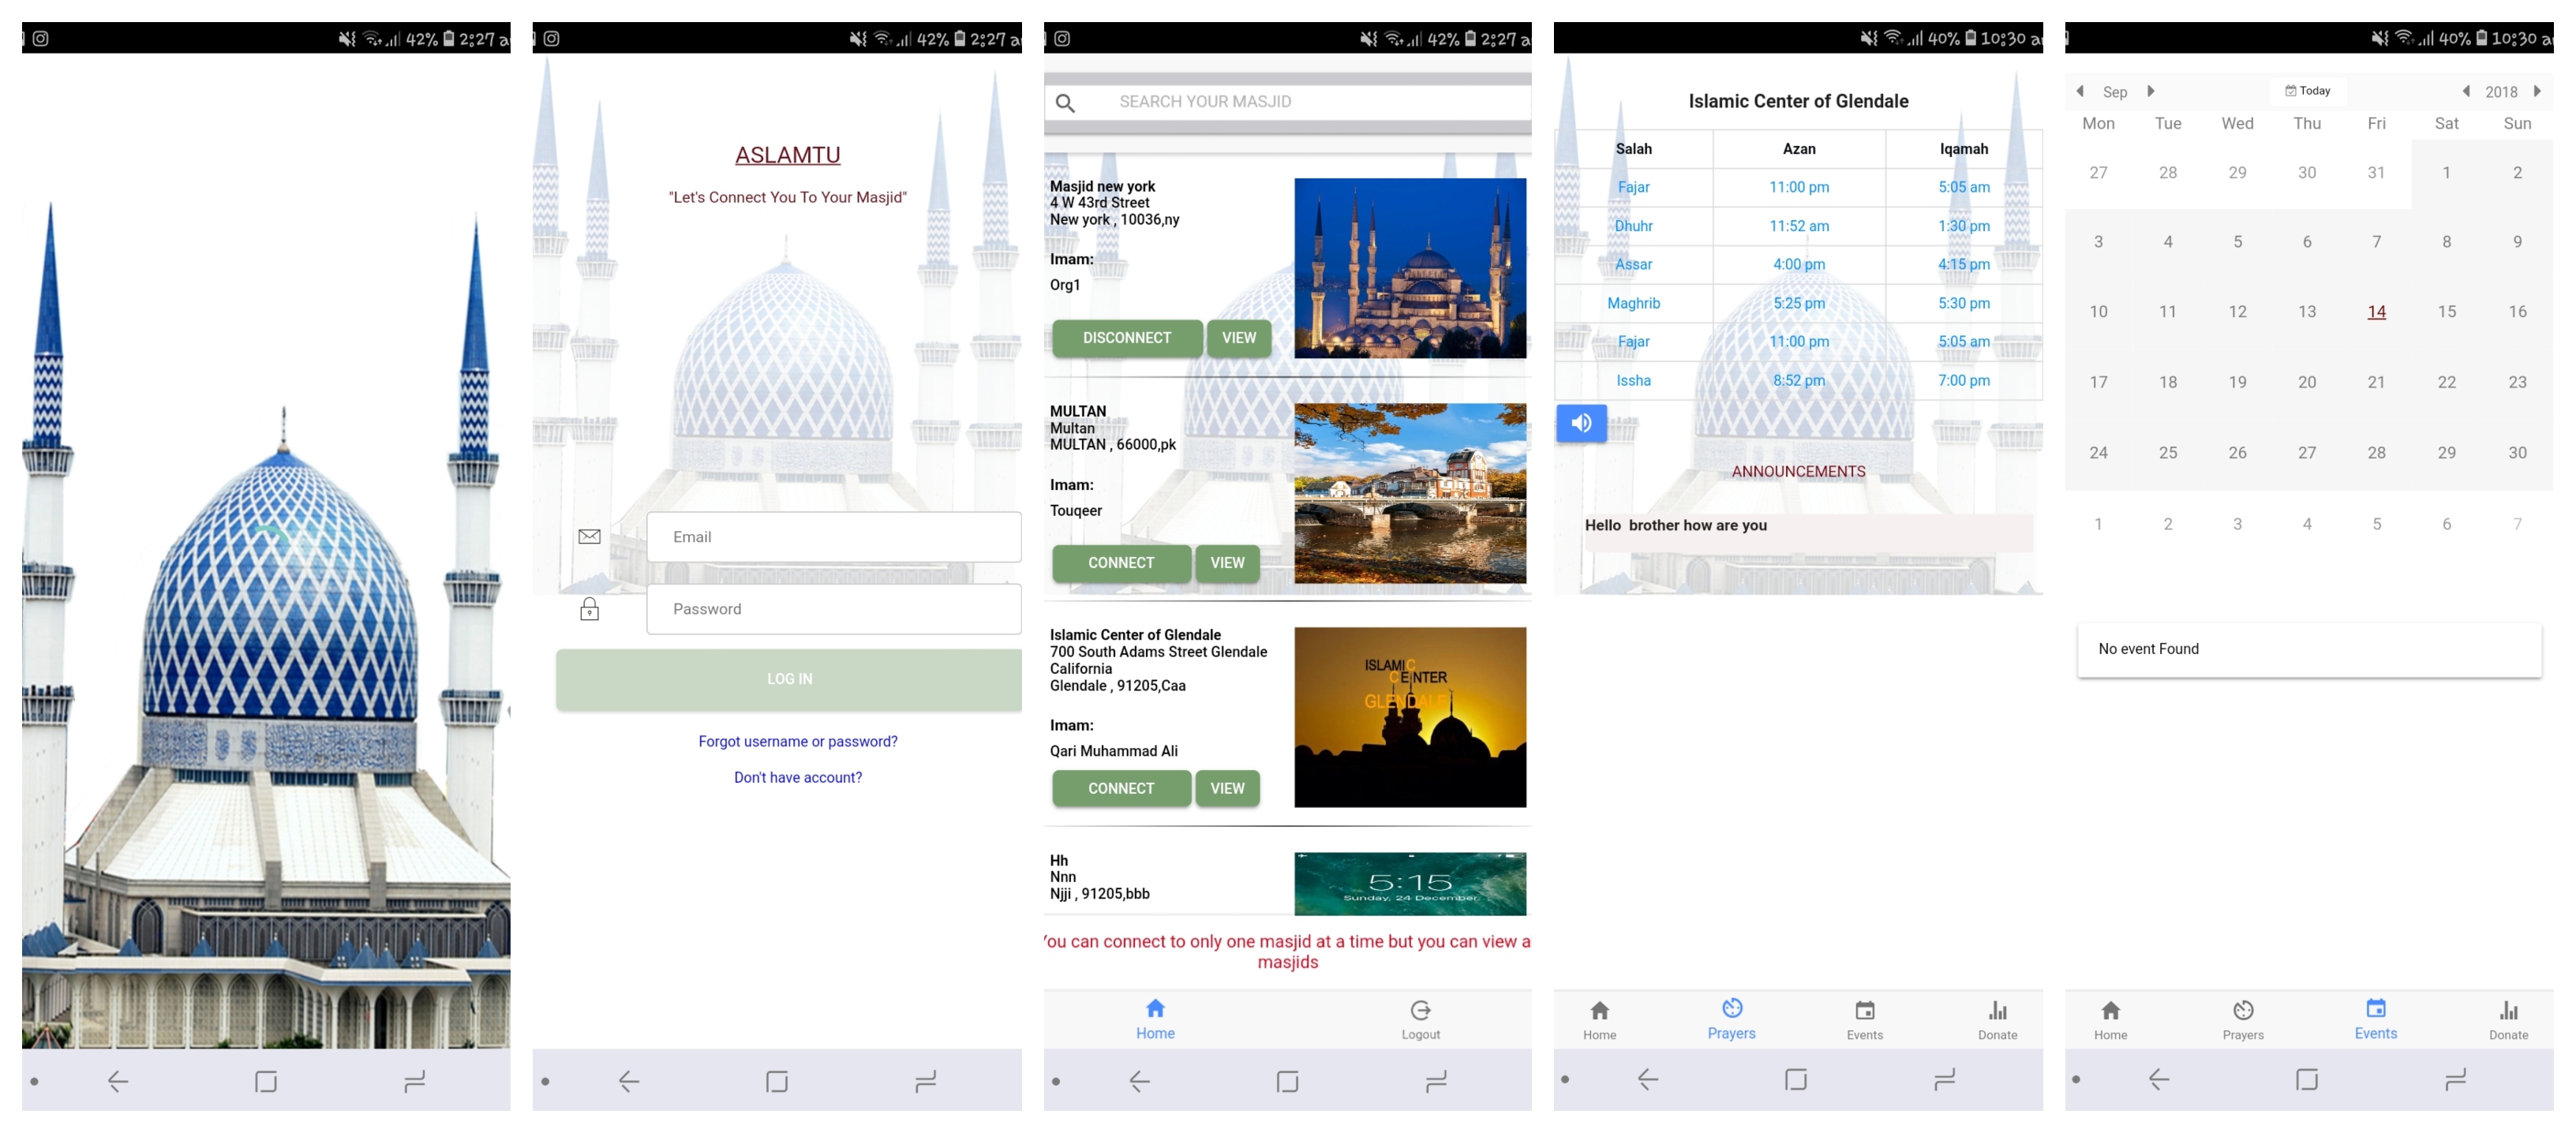 42% 2:27 a
42% 2:27 a
ASLAMTU
"Let's Connect You To Your Masjid"
Email
Password
LOG IN
Forgot username or password?
Don't have account?
42% 2:27 a
SEARCH YOUR MASJID
Masjid new york
4 W 43rd Street
New york , 10036,ny
Imam:
Org1
DISCONNECT VIEW
MULTAN
Multan
MULTAN , 66000,pk
Imam:
Touqeer
CONNECT VIEW
Islamic Center of Glendale
700 South Adams Street Glendale
California
Glendale , 91205,Caa
Imam:
Qari Muhammad Ali
CONNECT VIEW
ISLAMIC
CENTER
GLENDALE
Hh
Nnn
Njji , 91205,bbb
5:15
Sunday, 24 December
You can connect to only one masjid at a time but you can view a
masjids
Home Logout
40% 10:30 a
Islamic Center of Glendale
Salah Azan Iqamah
Fajar 11:00 pm 5:05 am
Dhuhr 11:52 am 1:30 pm
Assar 4:00 pm 4:15 pm
Maghrib 5:25 pm 5:30 pm
Fajar 11:00 pm 5:05 am
Issha 8:52 pm 7:00 pm
ANNOUNCEMENTS
Hello brother how are you
Home Prayers Events Donate
40% 10:30 a
Sep Today 2018
Mon Tue Wed Thu Fri Sat Sun
27 28 29 30 31 1 2
3 4 5 6 7 8 9
10 11 12 13 14 15 16
17 18 19 20 21 22 23
24 25 26 27 28 29 30
1 2 3 4 5 6 7
No event Found
Home Prayers Events Donate